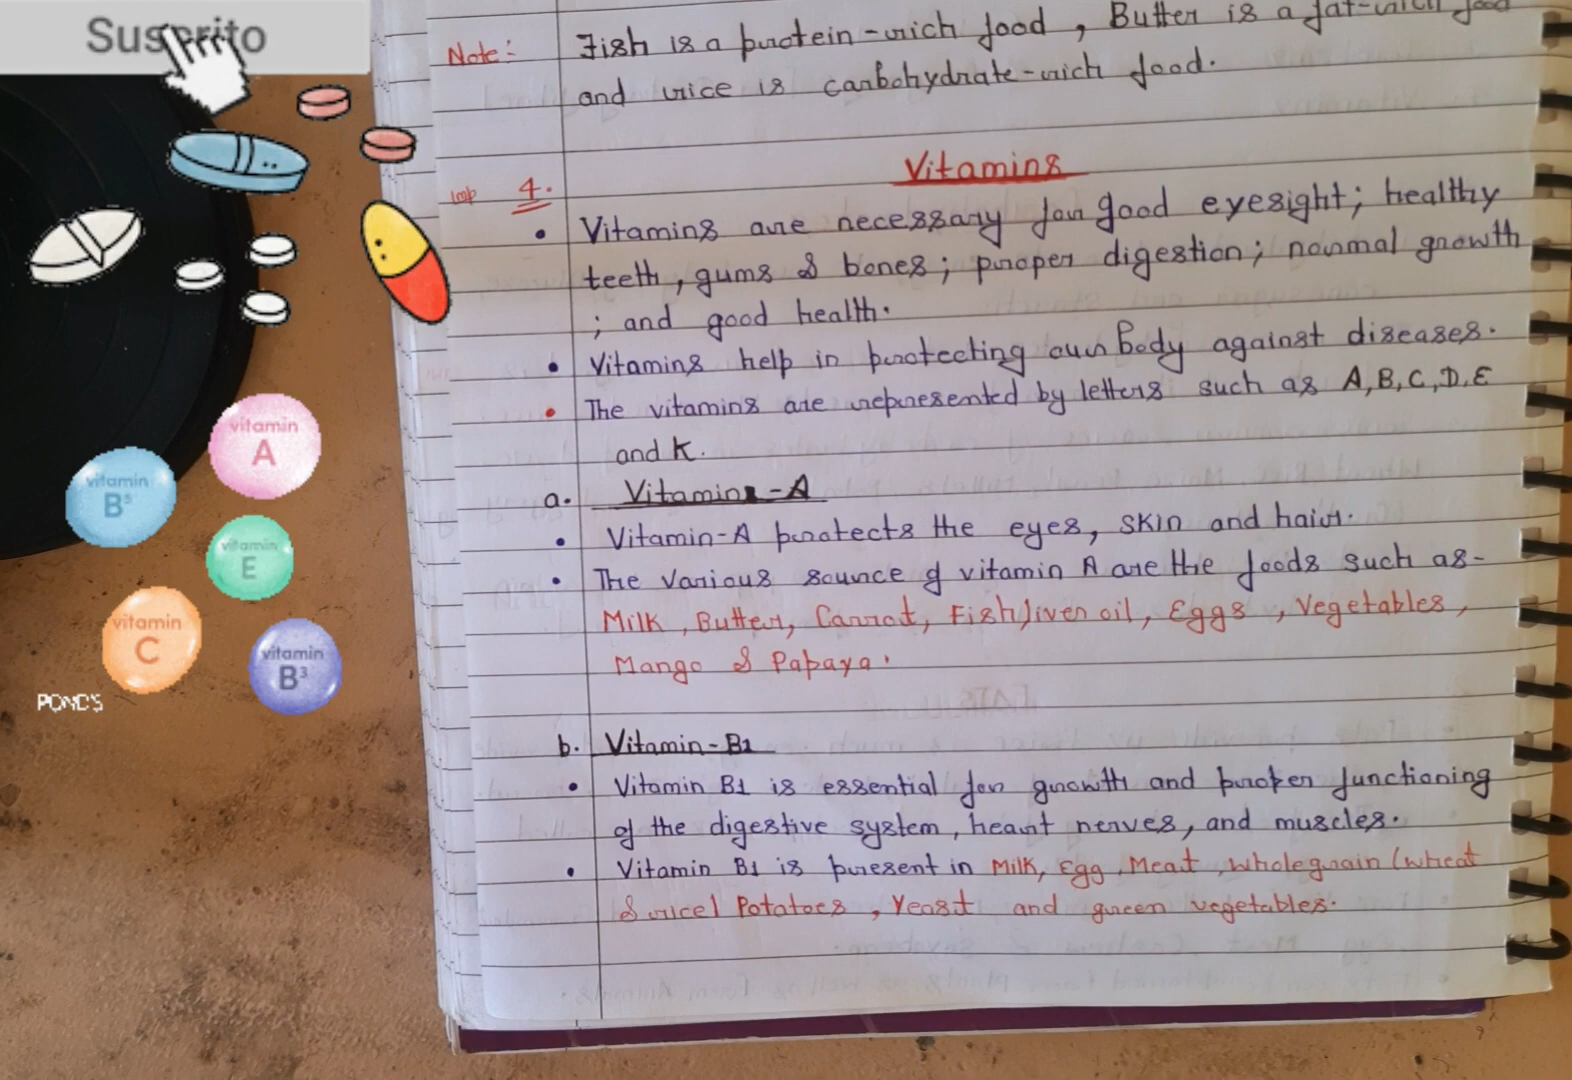 Suscrito
Note:
Fish is a protein-rich food, Butter is a fat-rich food
and rice is carbohydrate-rich food.
Vitamins
Imp 4.
• Vitamins are necessary for good eyesight; healthy
teeth, gums & bones; proper digestion; normal growth
; and good health.
• Vitamins help in protecting our body against diseases.
• The vitamins are represented by letters such as A, B, C, D, E
and K.
a. Vitamin-A
• Vitamin-A protects the eyes, skin and hair.
• The various source of vitamin A are the foods such as-
Milk, Butter, Carrot, Fish liver oil, Eggs, Vegetables,
Mango & Papaya.
b. Vitamin-B1
• Vitamin B1 is essential for growth and proper functioning
of the digestive system, heart nerves, and muscles.
• Vitamin B1 is present in Milk, Egg, Meat, Wholegrain (wheat
& rice) Potatoes, Yeast and green vegetables.
vitamin
A
vitamin
B⁵
vitamin
E
vitamin
C
vitamin
B³
POND'S